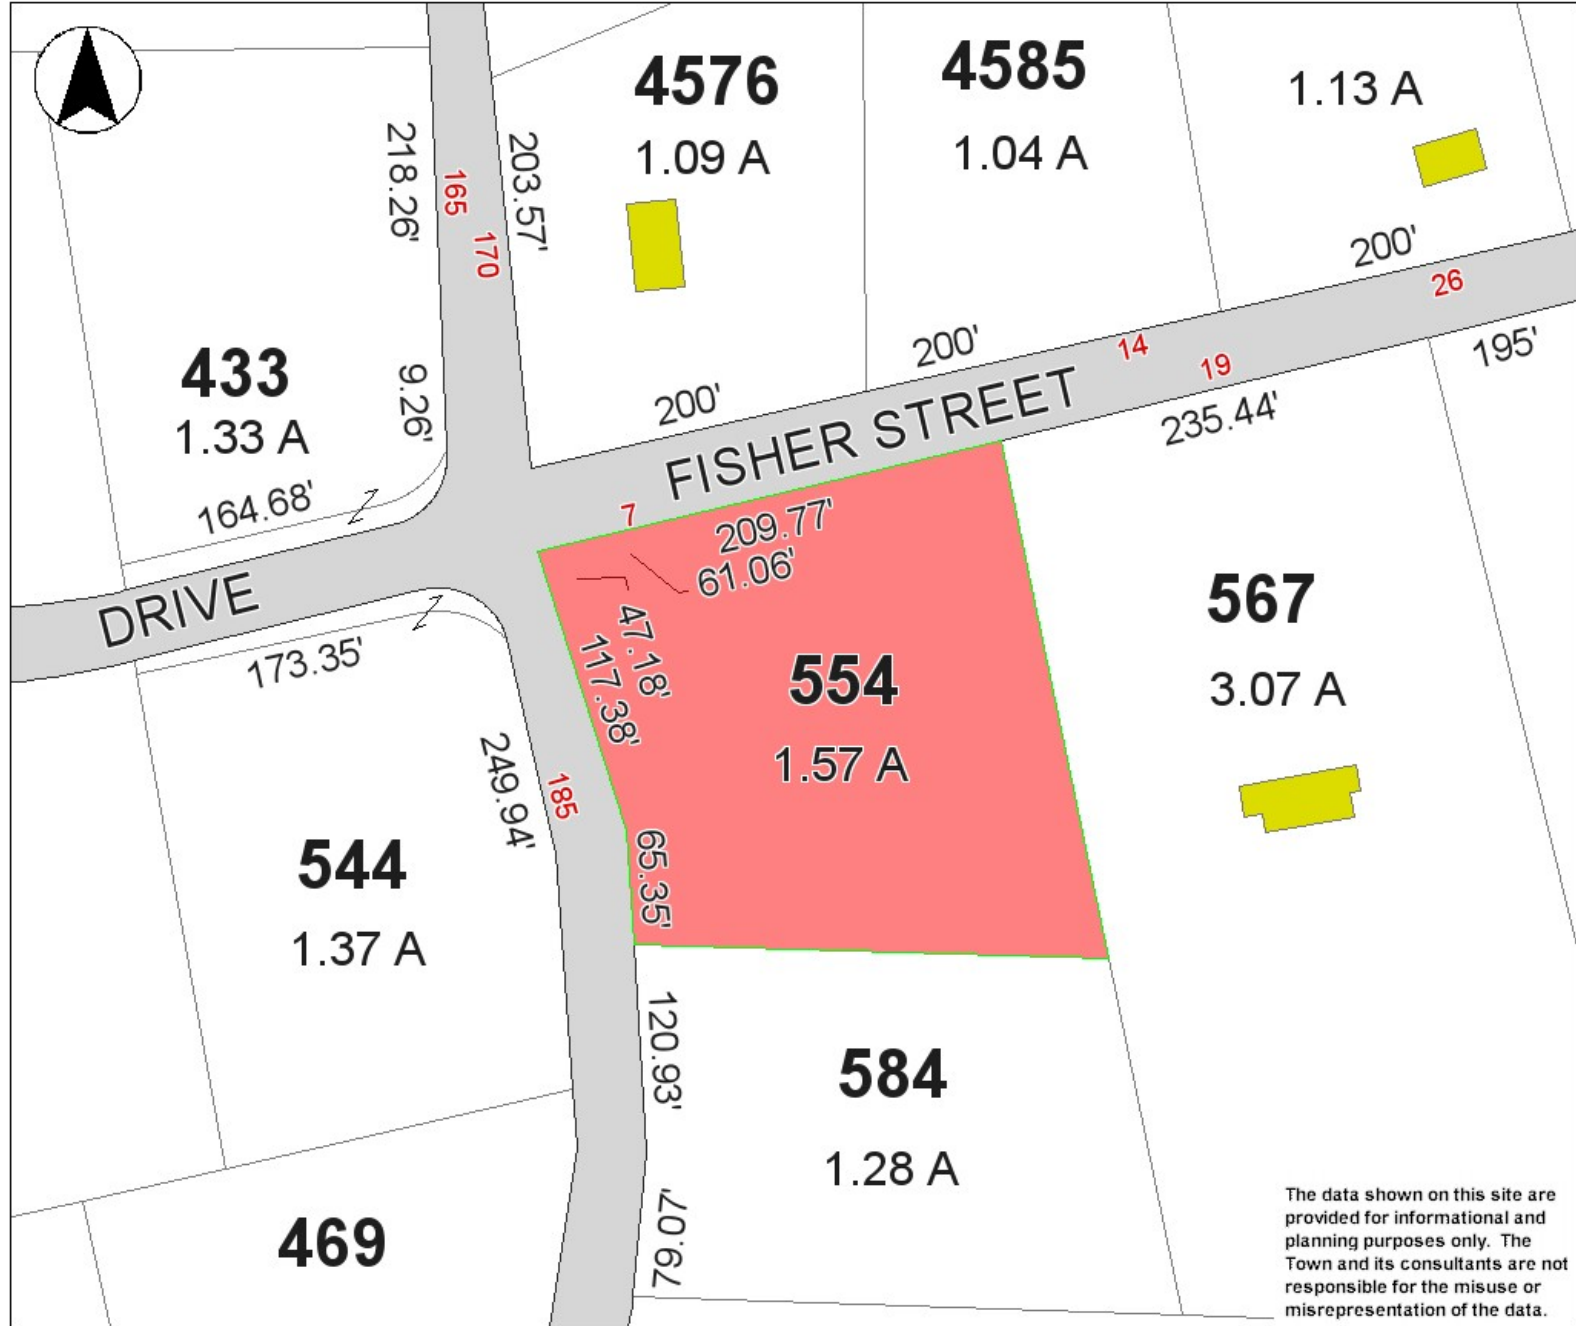 4576
1.09 A
4585
1.04 A
1.13 A
218.26'
165
170
203.57'
200'
26
433
1.33 A
9.26'
200'
200'
14
19
195'
235.44'
FISHER STREET
164.68'
7
209.77'
61.06'
DRIVE
173.35'
47.18'
117.38'
554
1.57 A
567
3.07 A
249.94'
185
65.35'
544
1.37 A
120.93'
584
1.28 A
79.07'
469
The data shown on this site are
provided for informational and
planning purposes only. The
Town and its consultants are not
responsible for the misuse or
misrepresentation of the data.